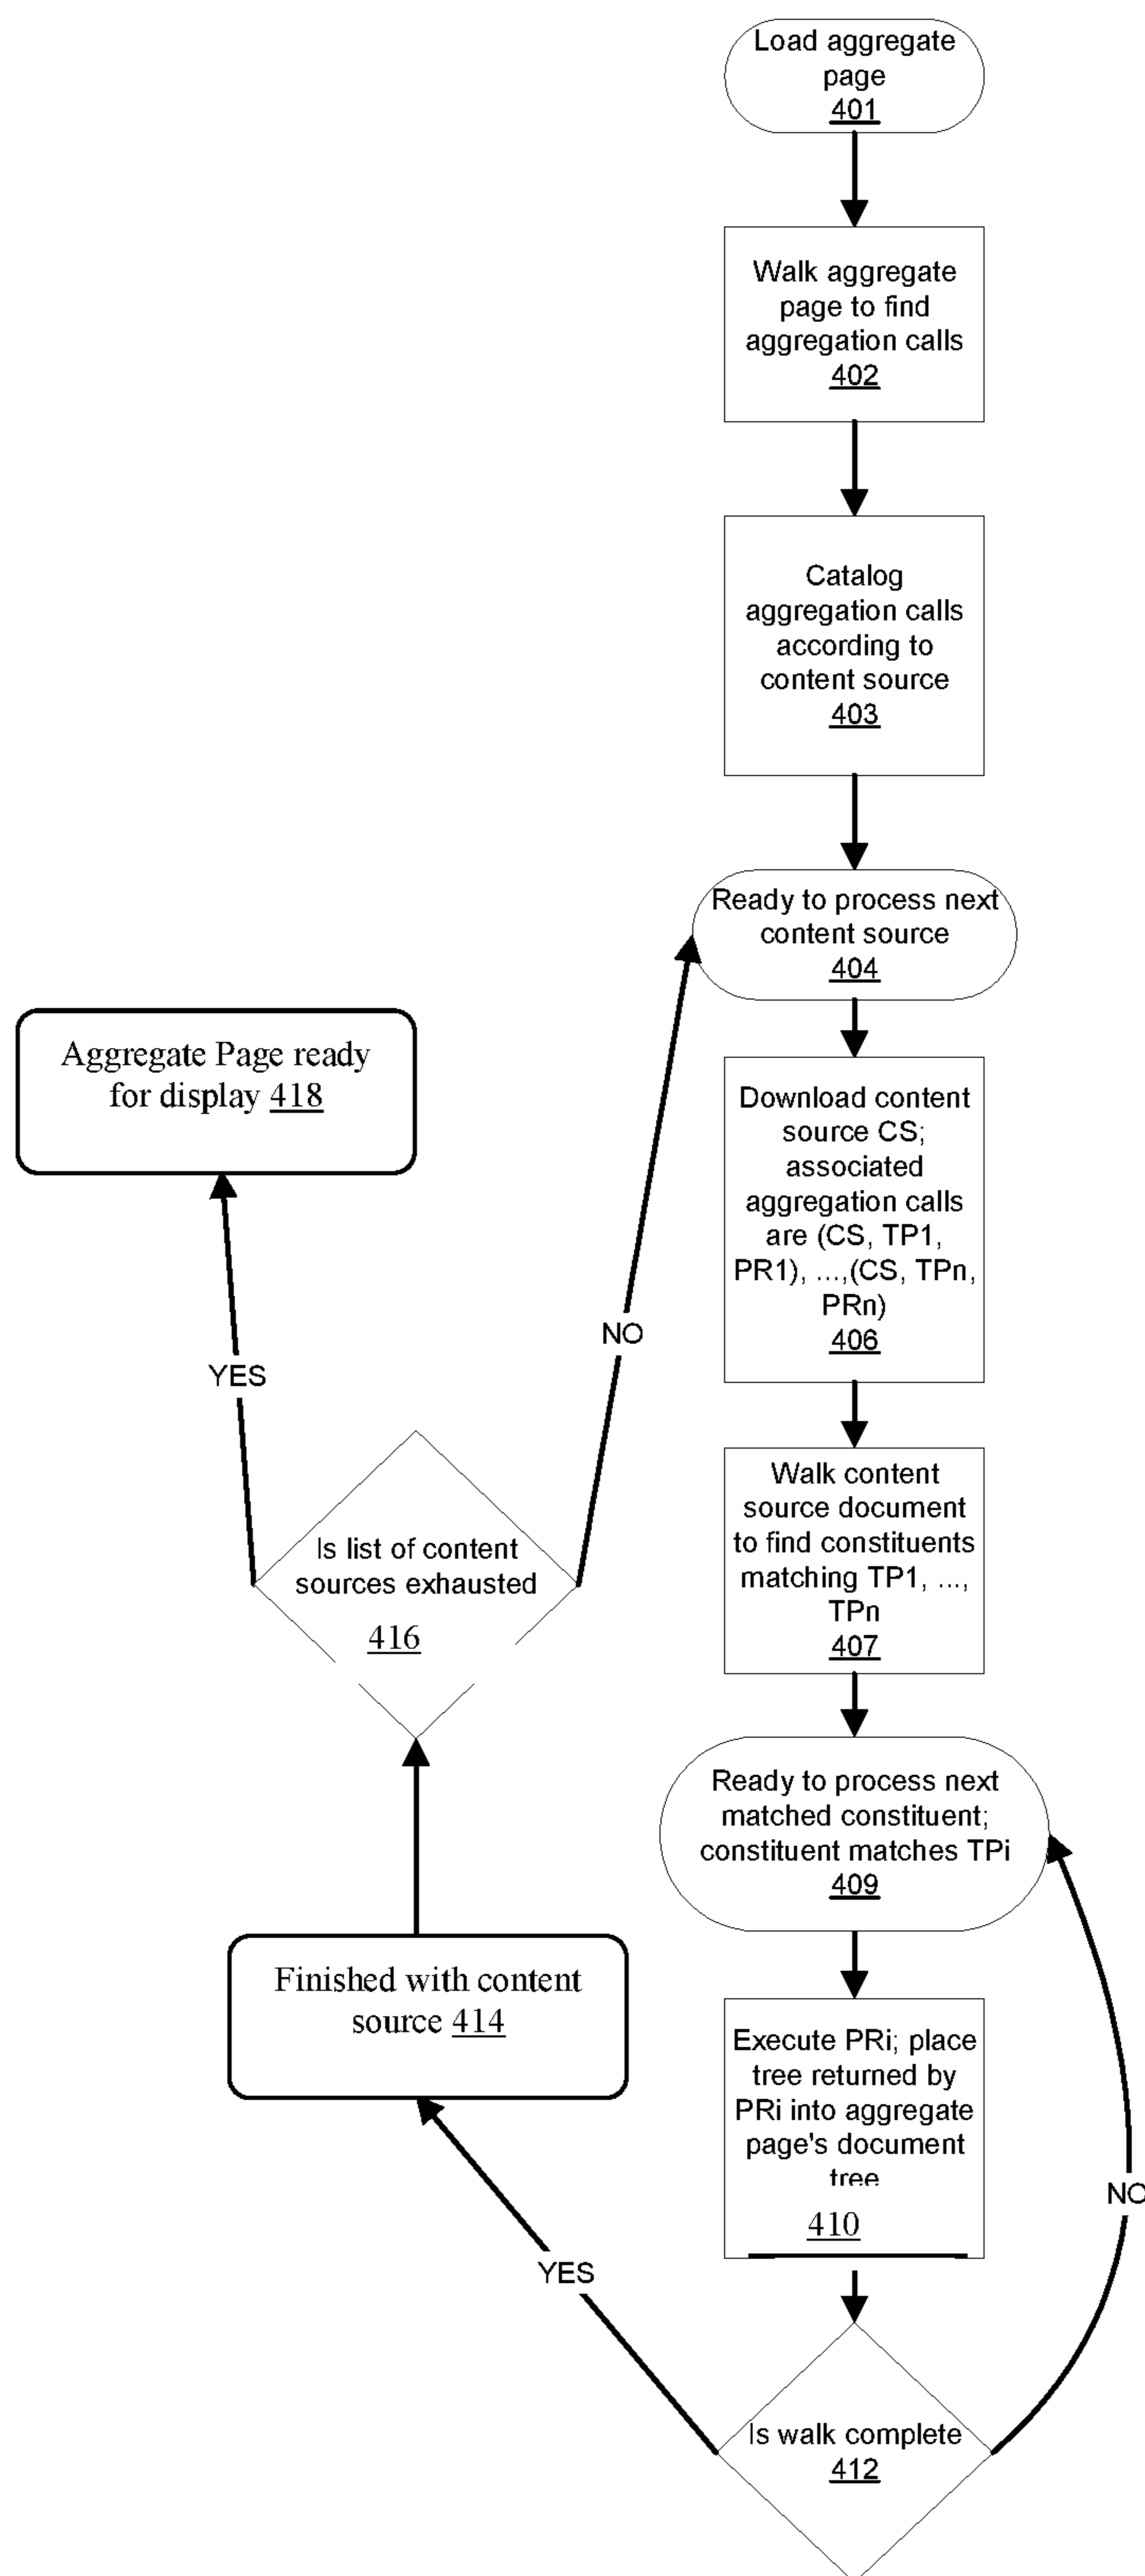 Load aggregate
page
401
Walk aggregate
page to find
aggregation calls
402
Catalog
aggregation calls
according to
content source
403
Ready to process next
content source
404
Aggregate Page ready
for display 418
Download content
source CS;
associated
aggregation calls
are (CS, TP1,
PR1), ...,(CS, TPn,
PRn)
406
NO
YES
Walk content
source document
to find constituents
matching TP1, ...,
TPn
407
Is list of content
sources exhausted
416
Ready to process next
matched constituent;
constituent matches TPi
409
Finished with content
source 414
Execute PRi; place
tree returned by
PRi into aggregate
page's document
tree
410
NO
YES
Is walk complete
412